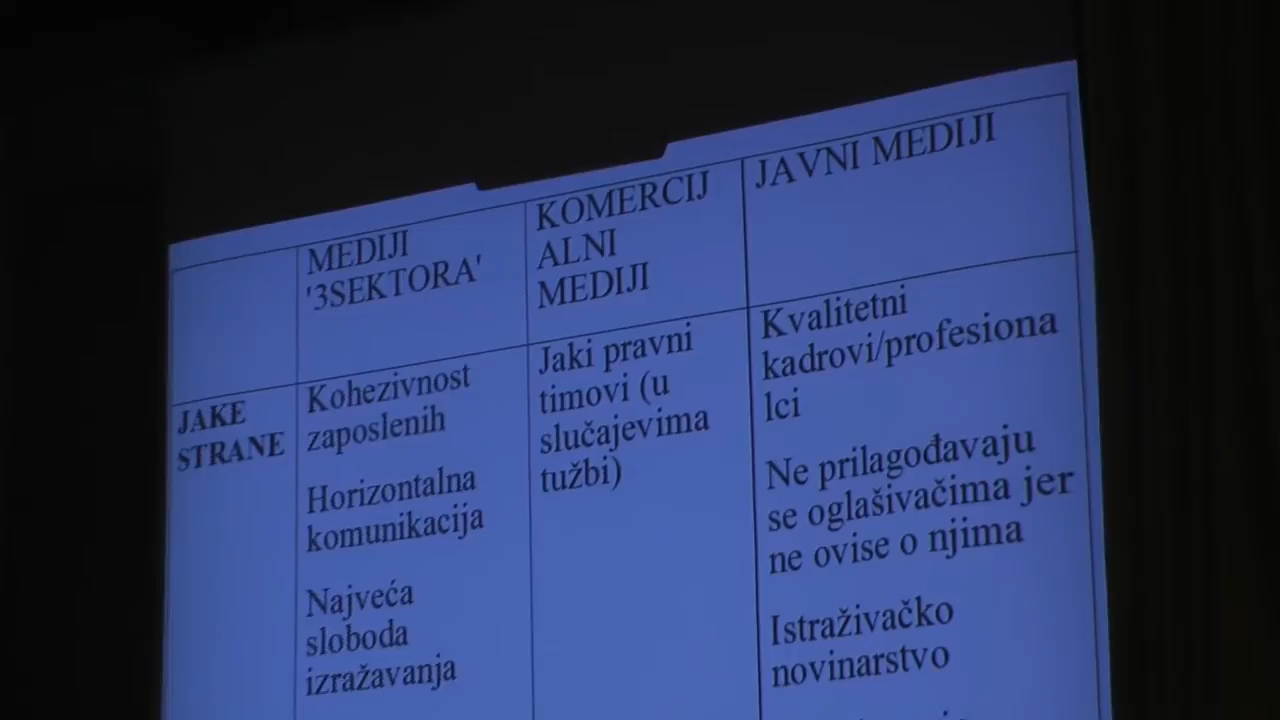 MEDIJI
'3SEKTORA'
KOMERCIJ
ALNI
MEDIJI
JAVNI MEDIJI
JAKE
STRANE
Kohezivnost
zaposlenih
Horizontalna
komunikacija
Najveća
sloboda
izražavanja
Jaki pravni
timovi (u
slučajevima
tužbi)
Kvalitetni
kadrovi/profesiona
lci
Ne prilagođavaju
se oglašivačima jer
ne ovise o njima
Istraživačko
novinarstvo